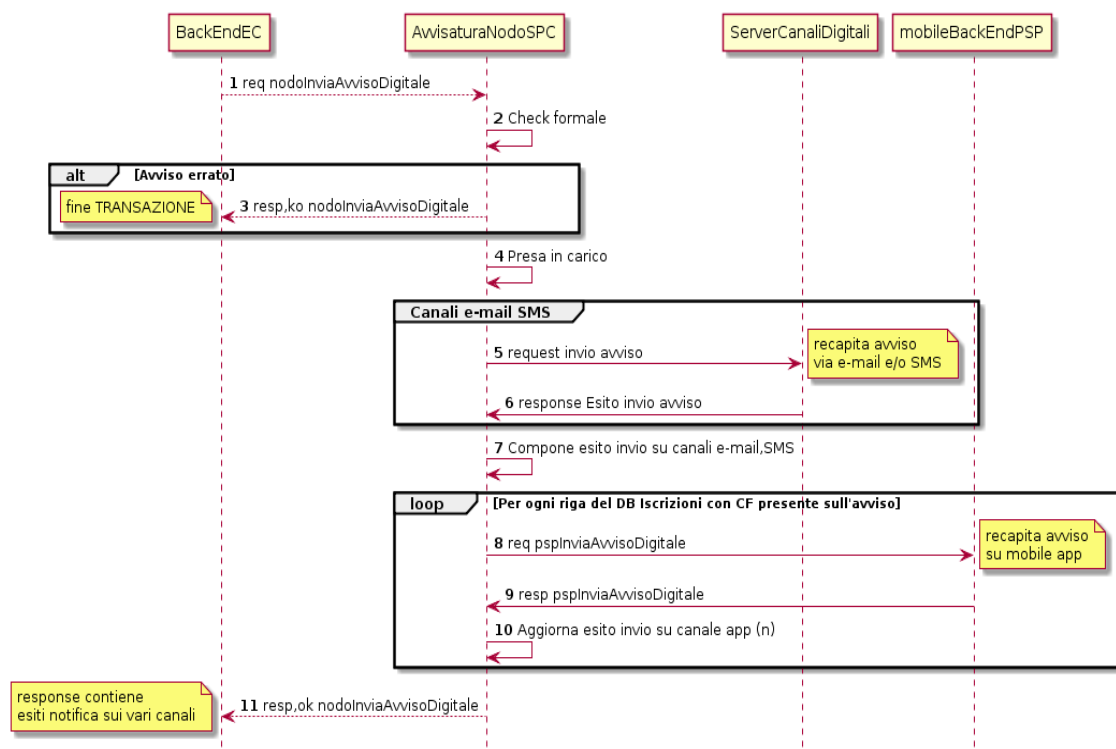 BackEndEC
AvvisaturaNodoSPC
ServerCanaliDigitali
mobileBackEndPSP
1 req nodoInviaAvvisoDigitale
2 Check formale
alt [Avviso errato]
fine TRANSAZIONE
3 resp,ko nodoInviaAvvisoDigitale
4 Presa in carico
Canali e-mail SMS
5 request invio avviso
recapita avviso
via e-mail e/o SMS
6 response Esito invio avviso
7 Compone esito invio su canali e-mail,SMS
loop [Per ogni riga del DB Iscrizioni con CF presente sull'avviso]
8 req pspInviaAvvisoDigitale
recapita avviso
su mobile app
9 resp pspInviaAvvisoDigitale
10 Aggiorna esito invio su canale app (n)
response contiene
esiti notifica sui vari canali
11 resp,ok nodoInviaAvvisoDigitale